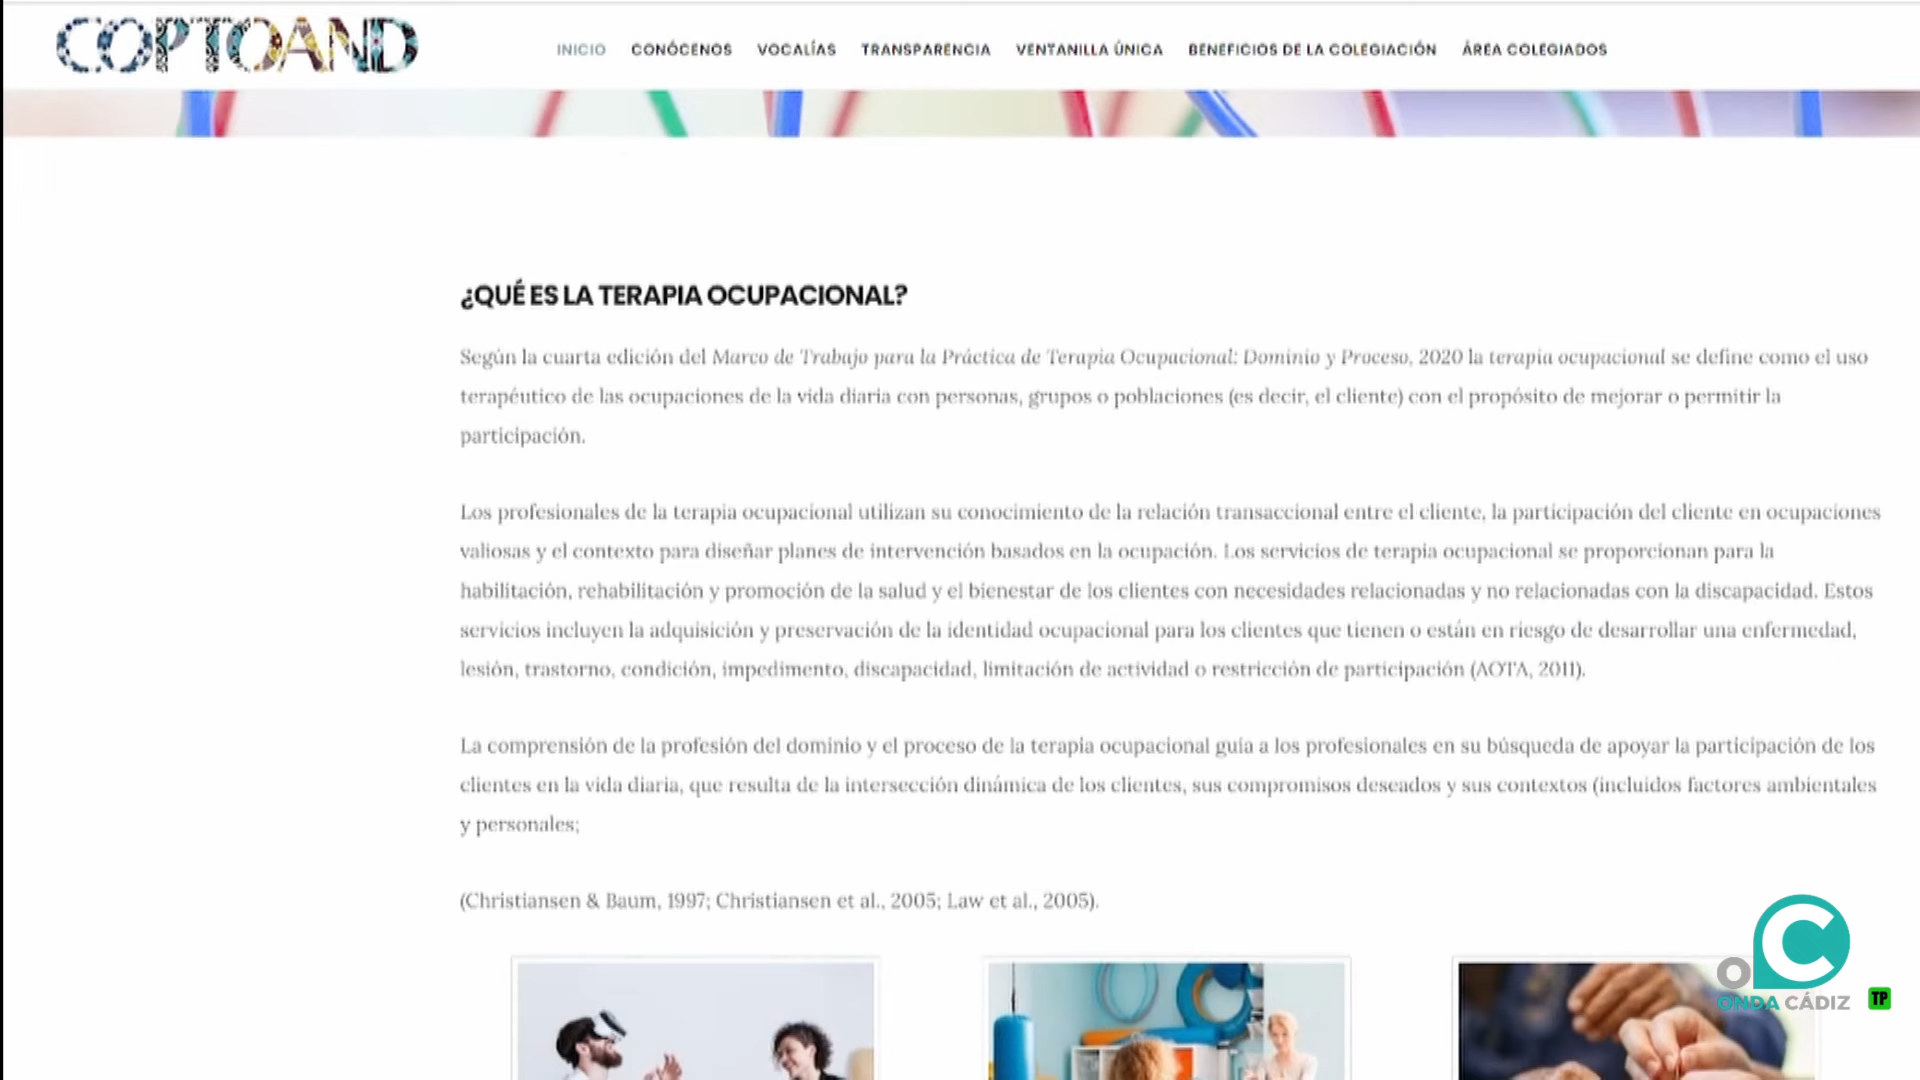 COPTOAND
INICIO CONÓCENOS VOCALÍAS TRANSPARENCIA VENTANILLA ÚNICA BENEFICIOS DE LA COLEGIACIÓN ÁREA COLEGIADOS
¿QUÉ ES LA TERAPIA OCUPACIONAL?
Según la cuarta edición del Marco de Trabajo para la Práctica de Terapia Ocupacional: Dominio y Proceso, 2020 la terapia ocupacional se define como el uso
terapéutico de las ocupaciones de la vida diaria con personas, grupos o poblaciones (es decir, el cliente) con el propósito de mejorar o permitir la
participación.
Los profesionales de la terapia ocupacional utilizan su conocimiento de la relación transaccional entre el cliente, la participación del cliente en ocupaciones
valiosas y el contexto para diseñar planes de intervención basados en la ocupación. Los servicios de terapia ocupacional se proporcionan para la
habilitación, rehabilitación y promoción de la salud y el bienestar de los clientes con necesidades relacionadas y no relacionadas con la discapacidad. Estos
servicios incluyen la adquisición y preservación de la identidad ocupacional para los clientes que tienen o están en riesgo de desarrollar una enfermedad,
lesión, trastorno, condición, impedimento, discapacidad, limitación de actividad o restricción de participación (AOTA, 2011).
La comprensión de la profesión del dominio y el proceso de la terapia ocupacional guía a los profesionales en su búsqueda de apoyar la participación de los
clientes en la vida diaria, que resulta de la intersección dinámica de los clientes, sus compromisos deseados y sus contextos (incluidos factores ambientales
y personales;
(Christiansen & Baum, 1997; Christiansen et al., 2005; Law et al., 2005).
OC
ONDA CÁDIZ TP